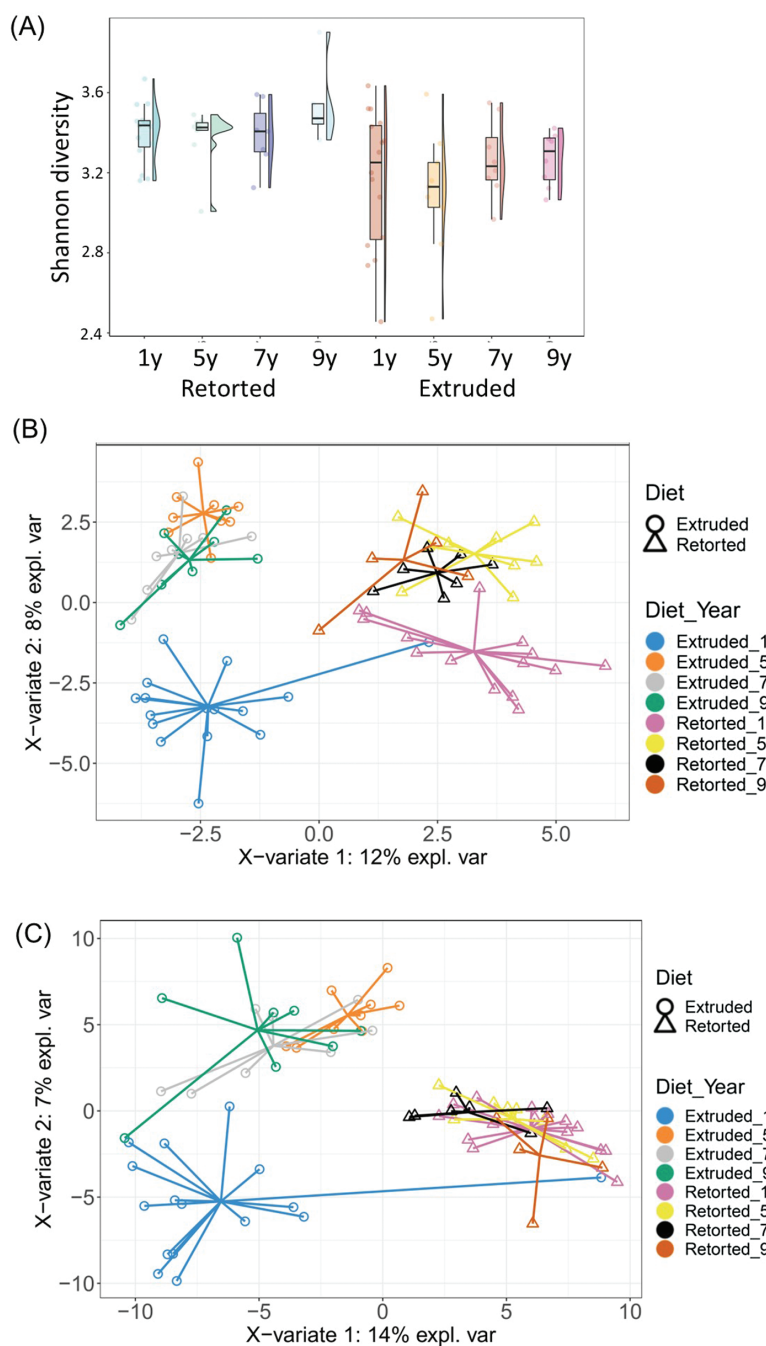 (A)
Shannon diversity
3.6
3.2
2.8
2.4
1y 5y 7y 9y 1y 5y 7y 9y
Retorted Extruded
(B)
X−variate 2: 8% expl. var
2.5
0.0
−2.5
−5.0
−2.5 0.0 2.5 5.0
X−variate 1: 12% expl. var
Diet
Extruded
Retorted
Diet_Year
Extruded_1
Extruded_5
Extruded_7
Extruded_9
Retorted_1
Retorted_5
Retorted_7
Retorted_9
(C)
X−variate 2: 7% expl. var
10
5
0
−5
−10
−10 −5 0 5 10
X−variate 1: 14% expl. var
Diet
Extruded
Retorted
Diet_Year
Extruded_1
Extruded_5
Extruded_7
Extruded_9
Retorted_1
Retorted_5
Retorted_7
Retorted_9